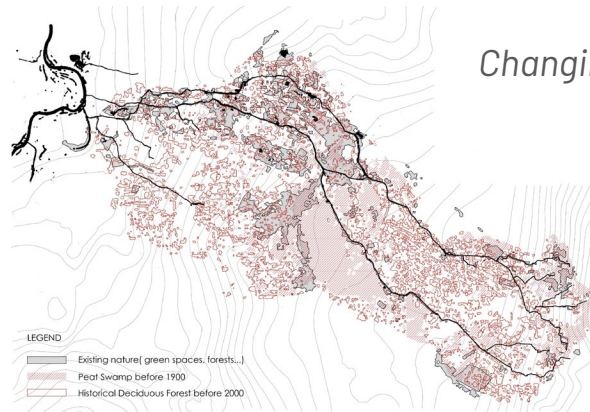 LEGEND
Existing nature( green spaces, forests...)
Peat Swamp before 1900
Historical Deciduous Forest before 2000